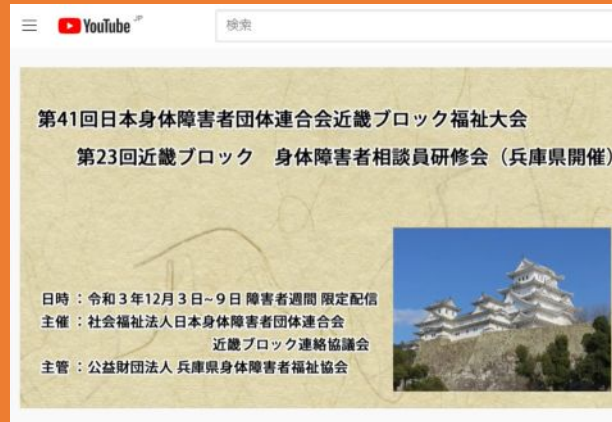 YouTube JP
検索
第41回日本身体障害者団体連合会近畿ブロック福祉大会
第23回近畿ブロック　身体障害者相談員研修会（兵庫県開催）
日時：令和３年12月３日~９日 障害者週間 限定配信
主催：社会福祉法人日本身体障害者団体連合会
近畿ブロック連絡協議会
主管：公益財団法人 兵庫県身体障害者福祉協会